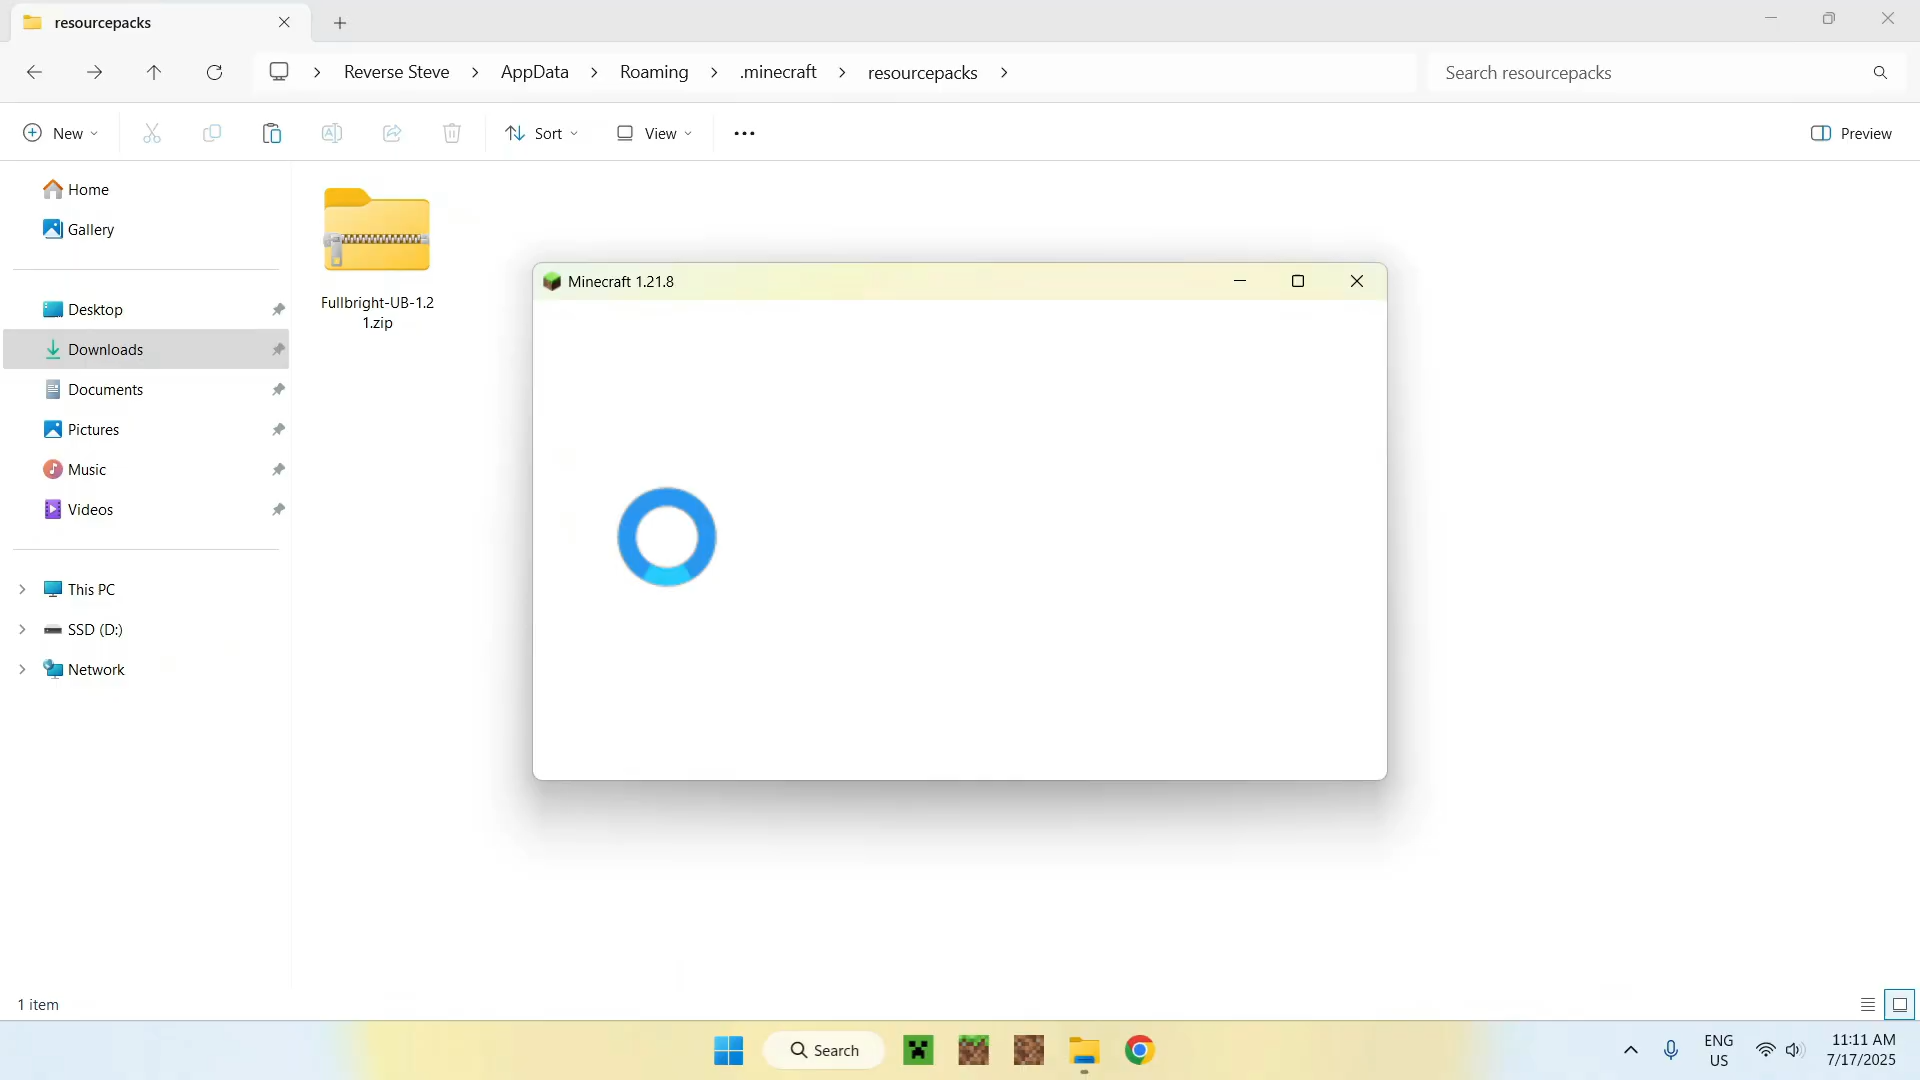 resourcepacks
Reverse Steve
AppData
Roaming
.minecraft
resourcepacks
Search resourcepacks
New
Sort
View
Preview
Home
Gallery
Desktop
Downloads
Documents
Pictures
Music
Videos
This PC
SSD (D:)
Network
Fullbright-UB-1.2
1.zip
Minecraft 1.21.8
1 item
Search
ENG
US
11:11 AM
7/17/2025